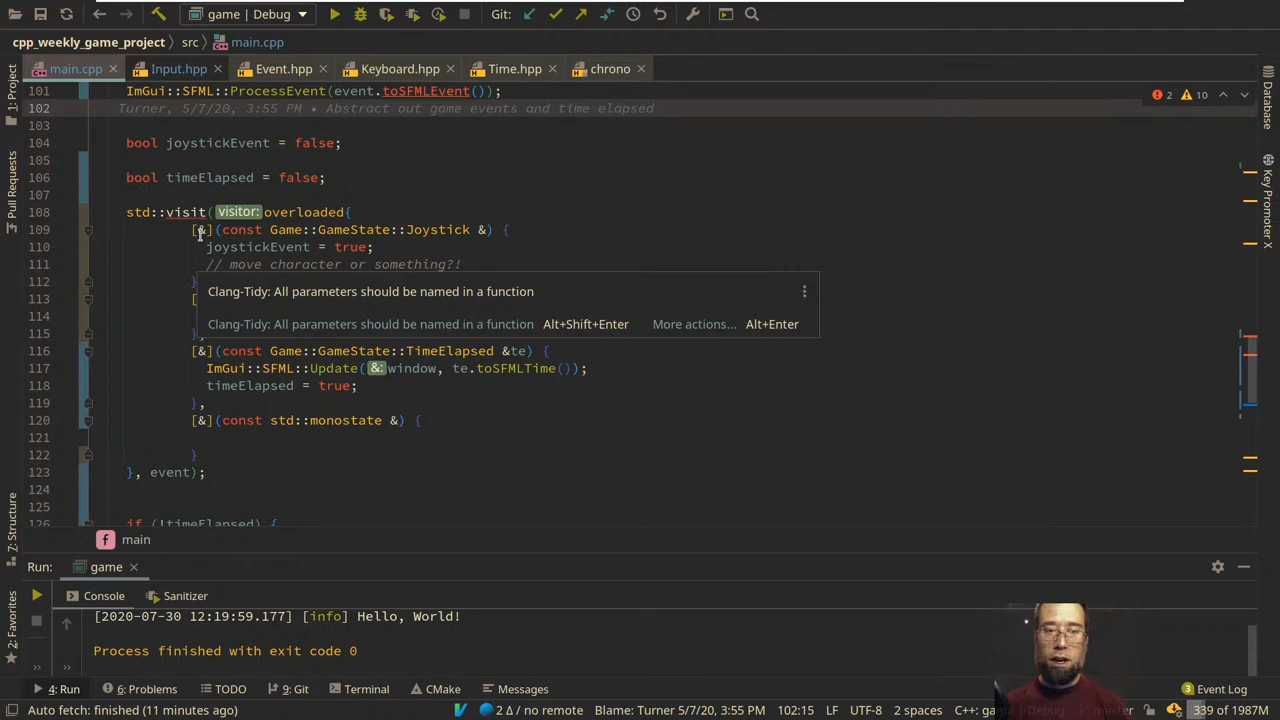 game | Debug
Git:
cpp_weekly_game_project src main.cpp
main.cpp Input.hpp Event.hpp Keyboard.hpp Time.hpp chrono
1: Project
Pull Requests
Z: Structure
2: Favorites
Database
Key Promoter X
2 10
101 ImGui::SFML::ProcessEvent(event.toSFMLEvent());
102 Turner, 5/7/20, 3:55 PM • Abstract out game events and time elapsed
103
104 bool joystickEvent = false;
105
106 bool timeElapsed = false;
107
108 std::visit( visitor: overloaded{
109 [&](const Game::GameState::Joystick &) {
110 joystickEvent = true;
111 // move character or something?!
112 }
113 [
Clang-Tidy: All parameters should be named in a function
114
Clang-Tidy: All parameters should be named in a function Alt+Shift+Enter More actions... Alt+Enter
115 },
116 [&](const Game::GameState::TimeElapsed &te) {
117 ImGui::SFML::Update( &: window, te.toSFMLTime());
118 timeElapsed = true;
119 },
120 [&](const std::monostate &) {
121
122 }
123 }, event);
124
125
126 if (!timeElapsed) {
f main
Run: game
Console Sanitizer
[2020-07-30 12:19:59.177] [info] Hello, World!
Process finished with exit code 0
4: Run 6: Problems TODO 9: Git Terminal CMake Messages 3 Event Log
Auto fetch: finished (11 minutes ago) 2 Δ / no remote Blame: Turner 5/7/20, 3:55 PM 102:15 LF UTF-8 2 spaces C++: game | Debug master 339 of 1987M